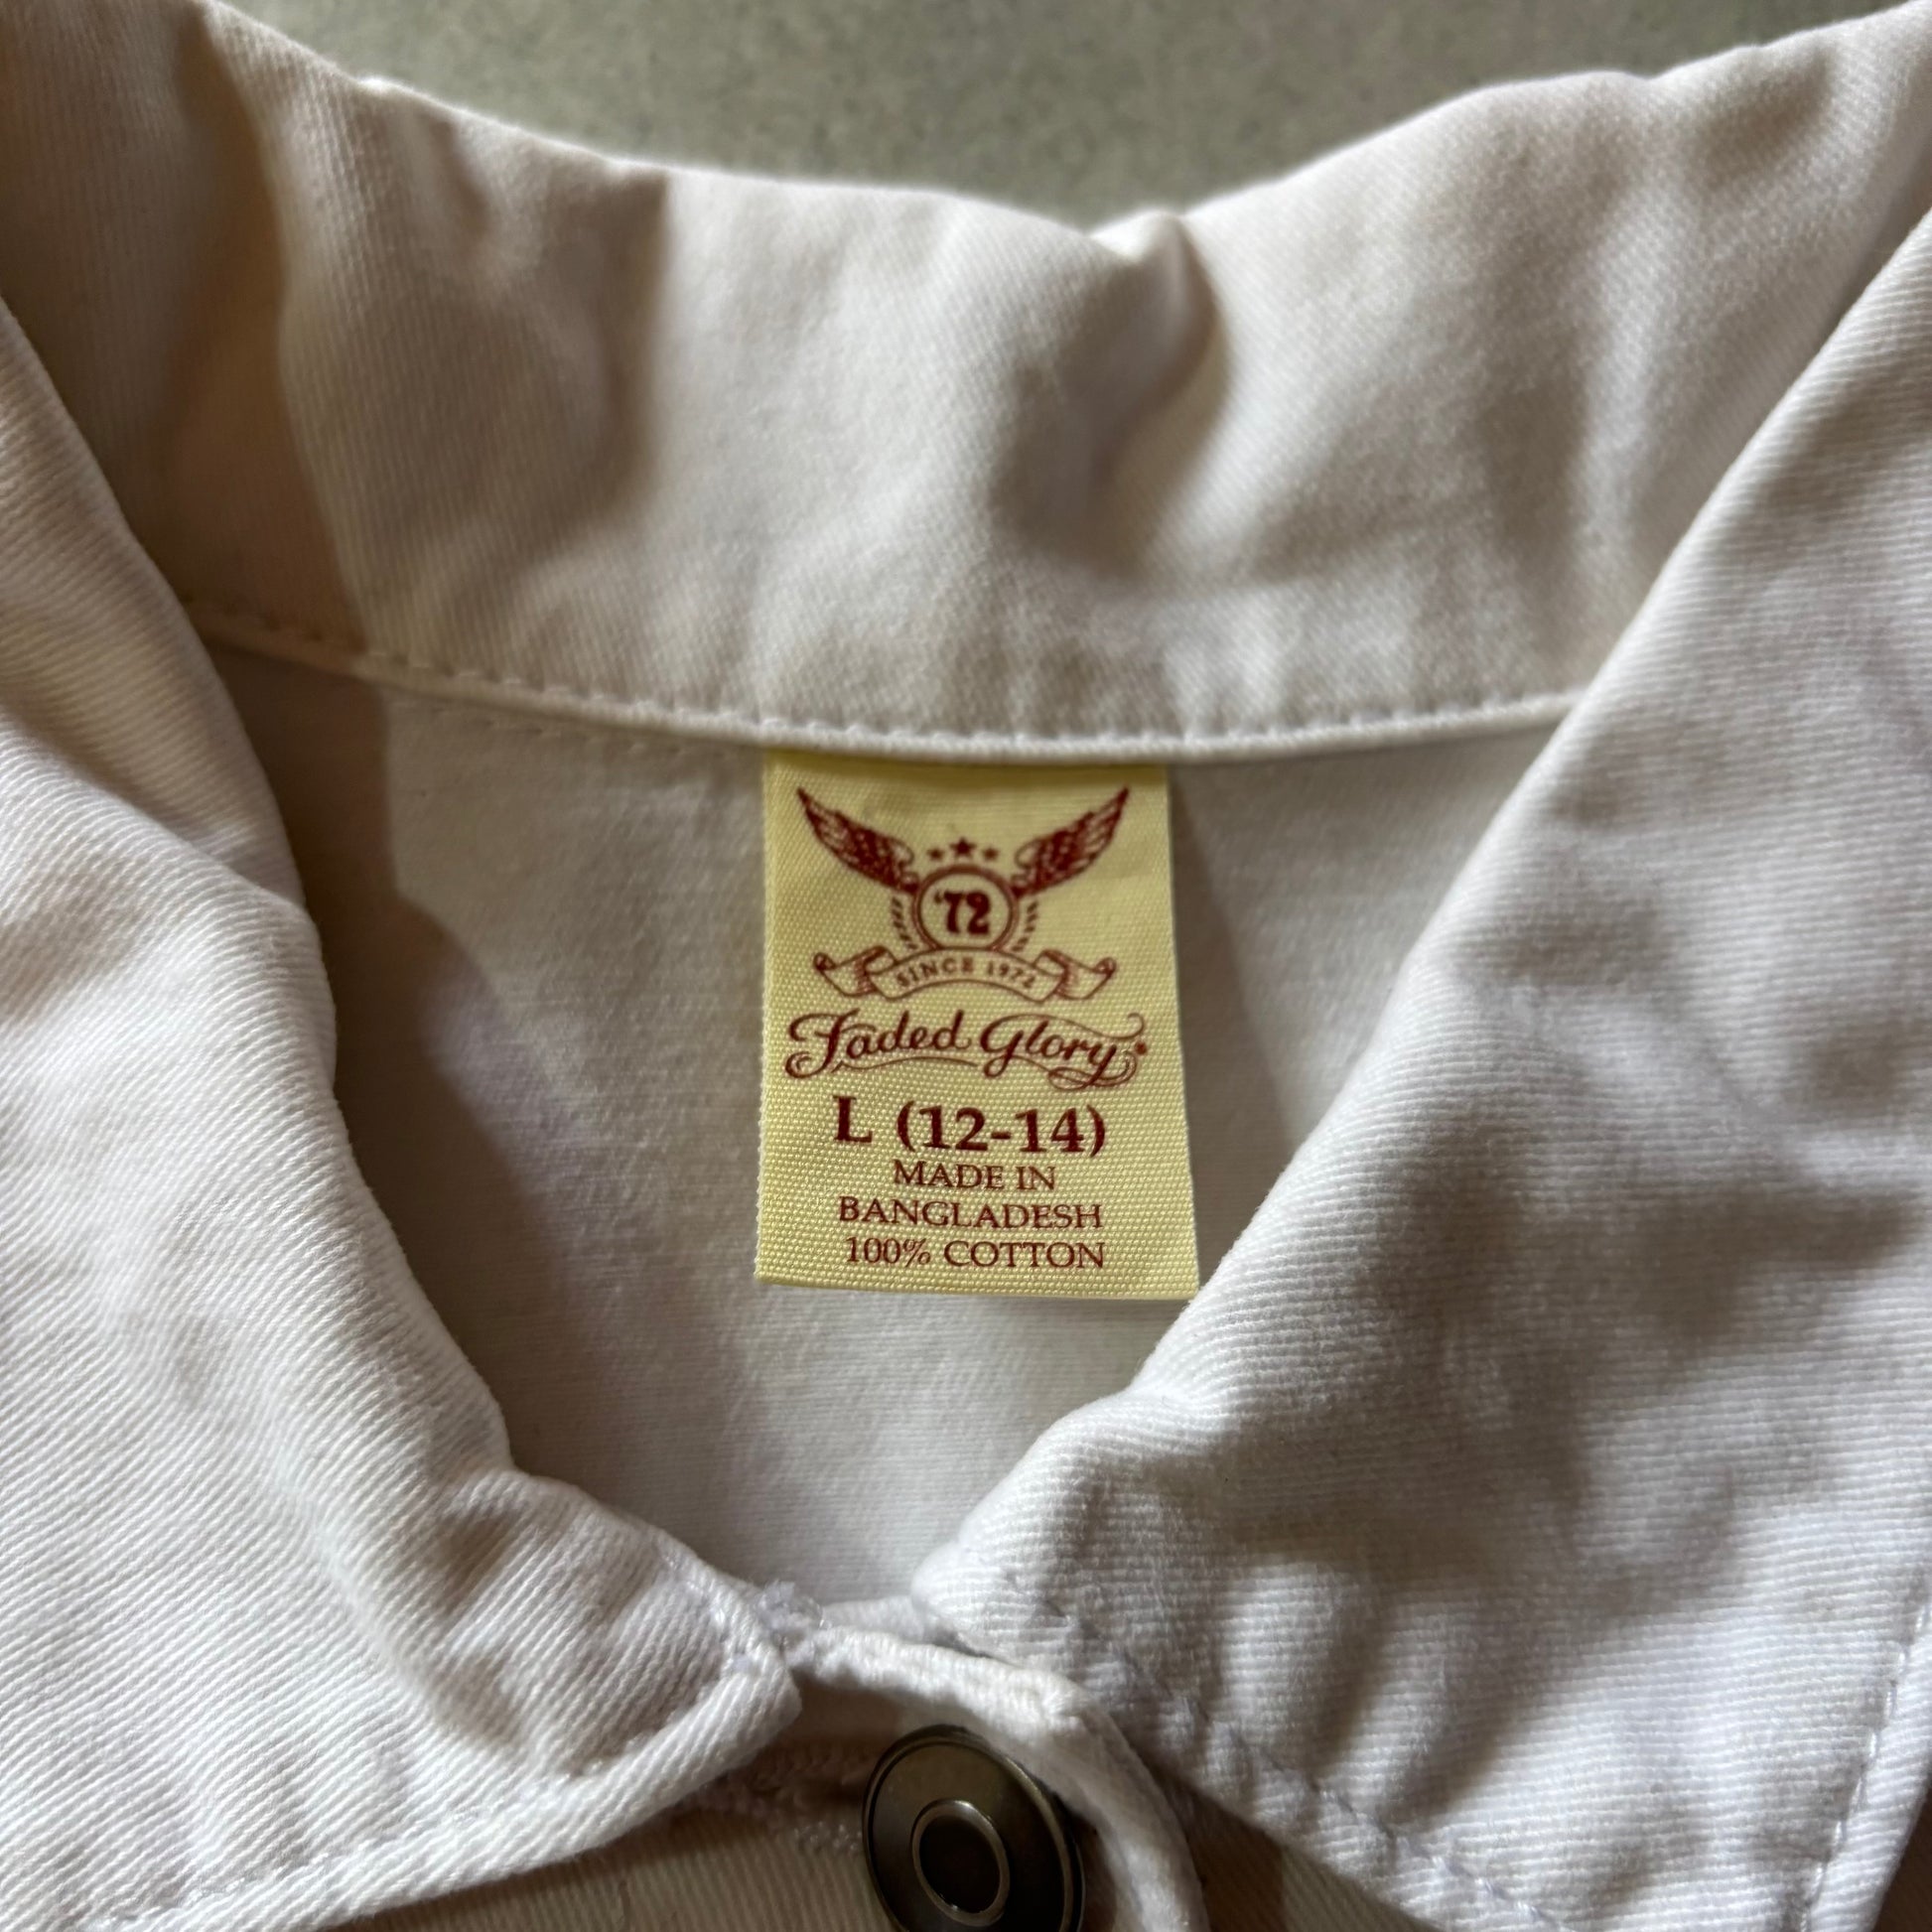 '72
SINCE 1972
Faded Glory®
L (12-14)
MADE IN
BANGLADESH
100% COTTON